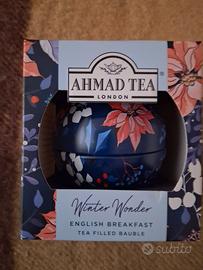 AHMAD TEA
LONDON
Winter Wonder
ENGLISH BREAKFAST
TEA FILLED BAUBLE
subito